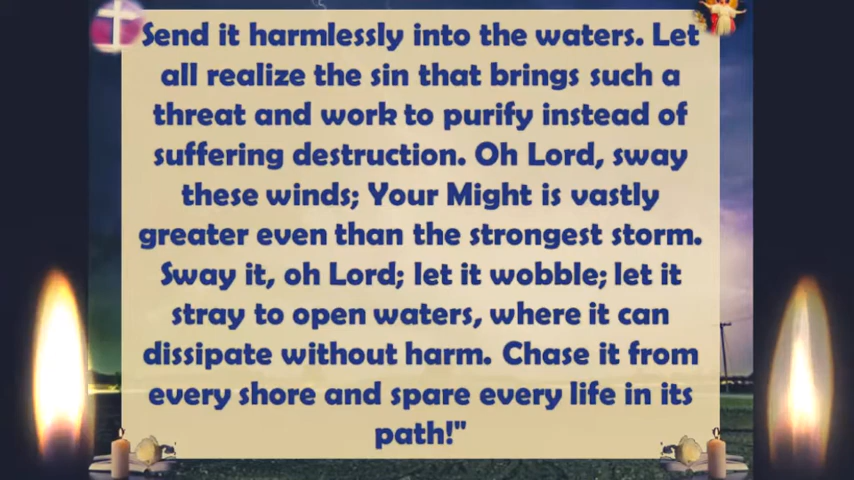 Send it harmlessly into the waters. Let
all realize the sin that brings such a
threat and work to purify instead of
suffering destruction. Oh Lord, sway
these winds; Your Might is vastly
greater even than the strongest storm.
Sway it, oh Lord; let it wobble; let it
stray to open waters, where it can
dissipate without harm. Chase it from
every shore and spare every life in its
path!"